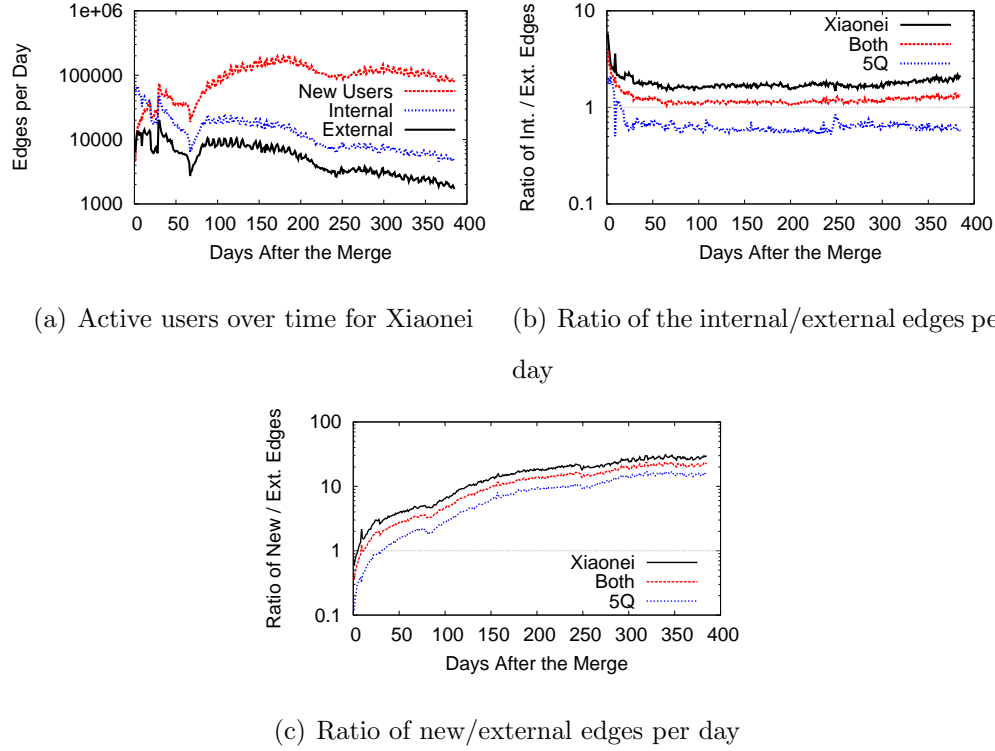 1e+06
100000
10000
1000
Edges per Day
New Users
Internal
External
0 50 100 150 200 250 300 350 400
Days After the Merge
10
1
0.1
Ratio of Int. / Ext. Edges
Xiaonei
Both
5Q
0 50 100 150 200 250 300 350 400
Days After the Merge
(a) Active users over time for Xiaonei
(b) Ratio of the internal/external edges pe
day
100
10
1
0.1
Ratio of New / Ext. Edges
Xiaonei
Both
5Q
0 50 100 150 200 250 300 350 400
Days After the Merge
(c) Ratio of new/external edges per day